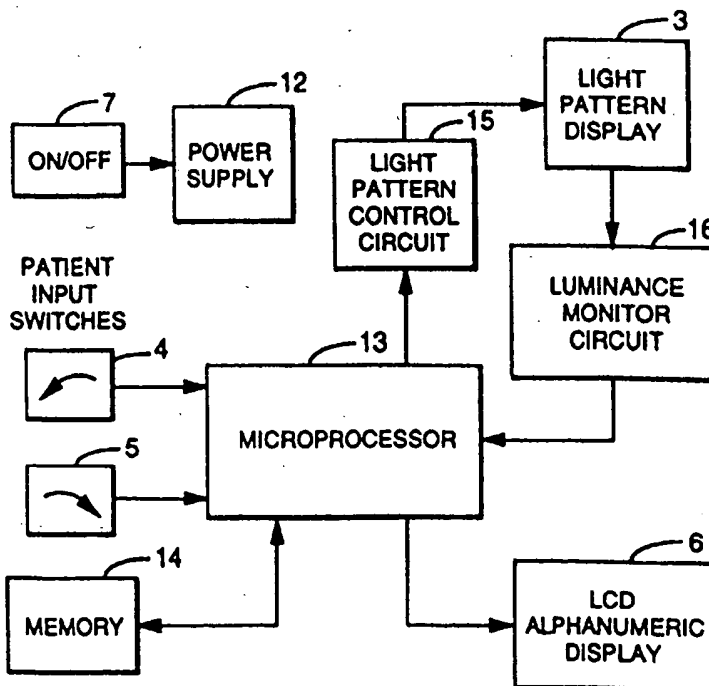 3
LIGHT
PATTERN
DISPLAY
7
ON/OFF
12
POWER
SUPPLY
15
LIGHT
PATTERN
CONTROL
CIRCUIT
16
LUMINANCE
MONITOR
CIRCUIT
PATIENT
INPUT
SWITCHES
4
5
13
MICROPROCESSOR
14
MEMORY
6
LCD
ALPHANUMERIC
DISPLAY